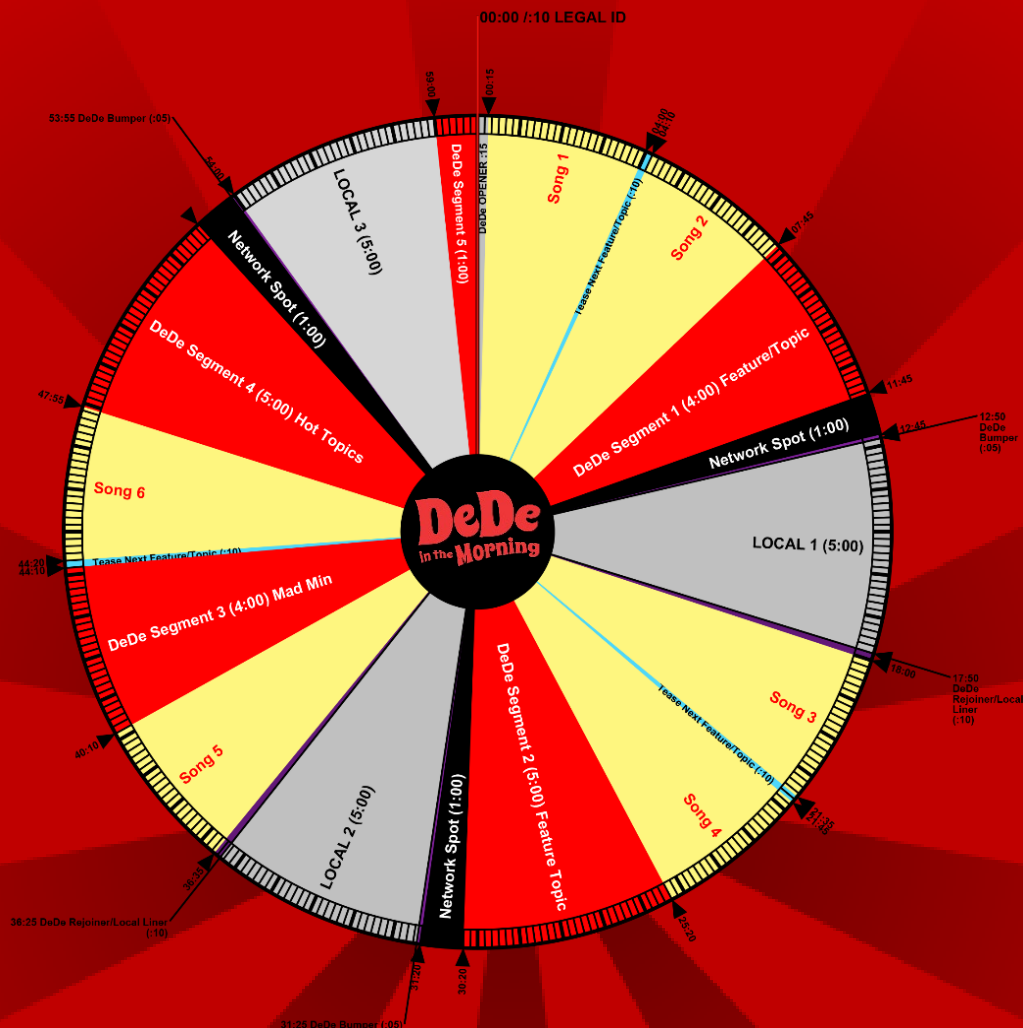 00:00 /:10 LEGAL ID
00:15
DeDe OPENER :15
Song 1
04:00
04:10
Tease Next Feature/Topic (:10)
Song 2
07:45
DeDe Segment 1 (4:00) Feature/Topic
11:45
Network Spot (1:00)
12:45
12:50
DeDe
Bumper
(:05)
LOCAL 1 (5:00)
17:50
DeDe
Rejoiner/Local
Liner
(:10)
18:00
Song 3
Tease Next Feature/Topic (:10)
21:35
21:45
Song 4
25:20
DeDe Segment 2 (5:00) Feature Topic
30:20
Network Spot (1:00)
31:20
31:25 DeDe Bumper (:05)
LOCAL 2 (5:00)
36:25 DeDe Rejoiner/Local Liner
(:10)
36:35
Song 5
40:10
DeDe Segment 3 (4:00) Mad Min
44:10
44:20
Tease Next Feature/Topic (:10)
Song 6
47:55
DeDe Segment 4 (5:00) Hot Topics
Network Spot (1:00)
53:55 DeDe Bumper (:05)
54:00
LOCAL 3 (5:00)
DeDe Segment 5 (1:00)
DeDe
in the Morning